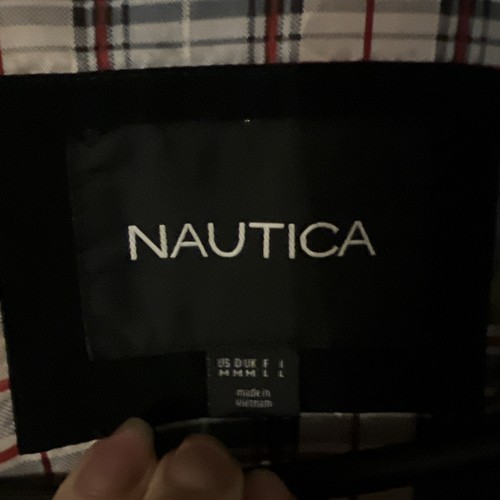 NAUTICA
US D UK F I
M M M L L
made in
Vietnam